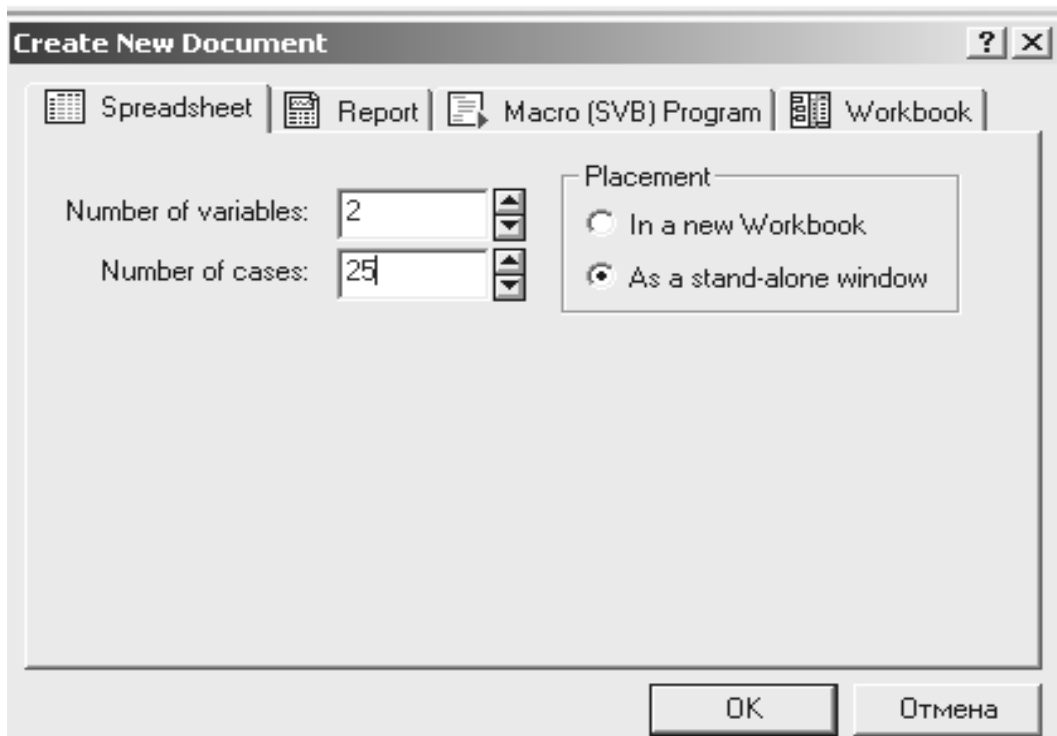 Create New Document
Spreadsheet Report Macro (SVB) Program Workbook
Placement
Number of variables: 2
In a new Workbook
Number of cases: 25
As a stand-alone window
OK Отмена